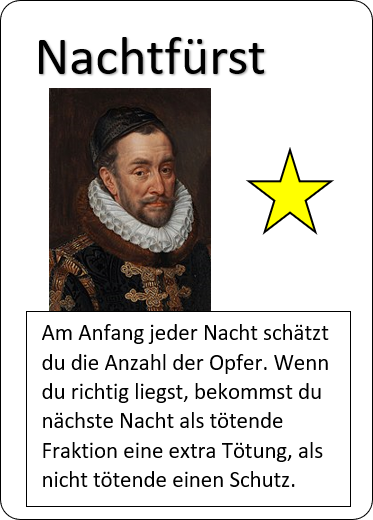 Nachtfürst
Am Anfang jeder Nacht schätzt
du die Anzahl der Opfer. Wenn
du richtig liegst, bekommst du
nächste Nacht als tötende
Fraktion eine extra Tötung, als
nicht tötende einen Schutz.